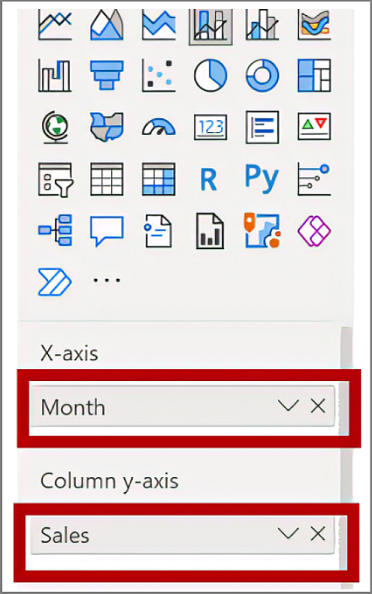 123
R
Py
X-axis
Month
Column y-axis
Sales